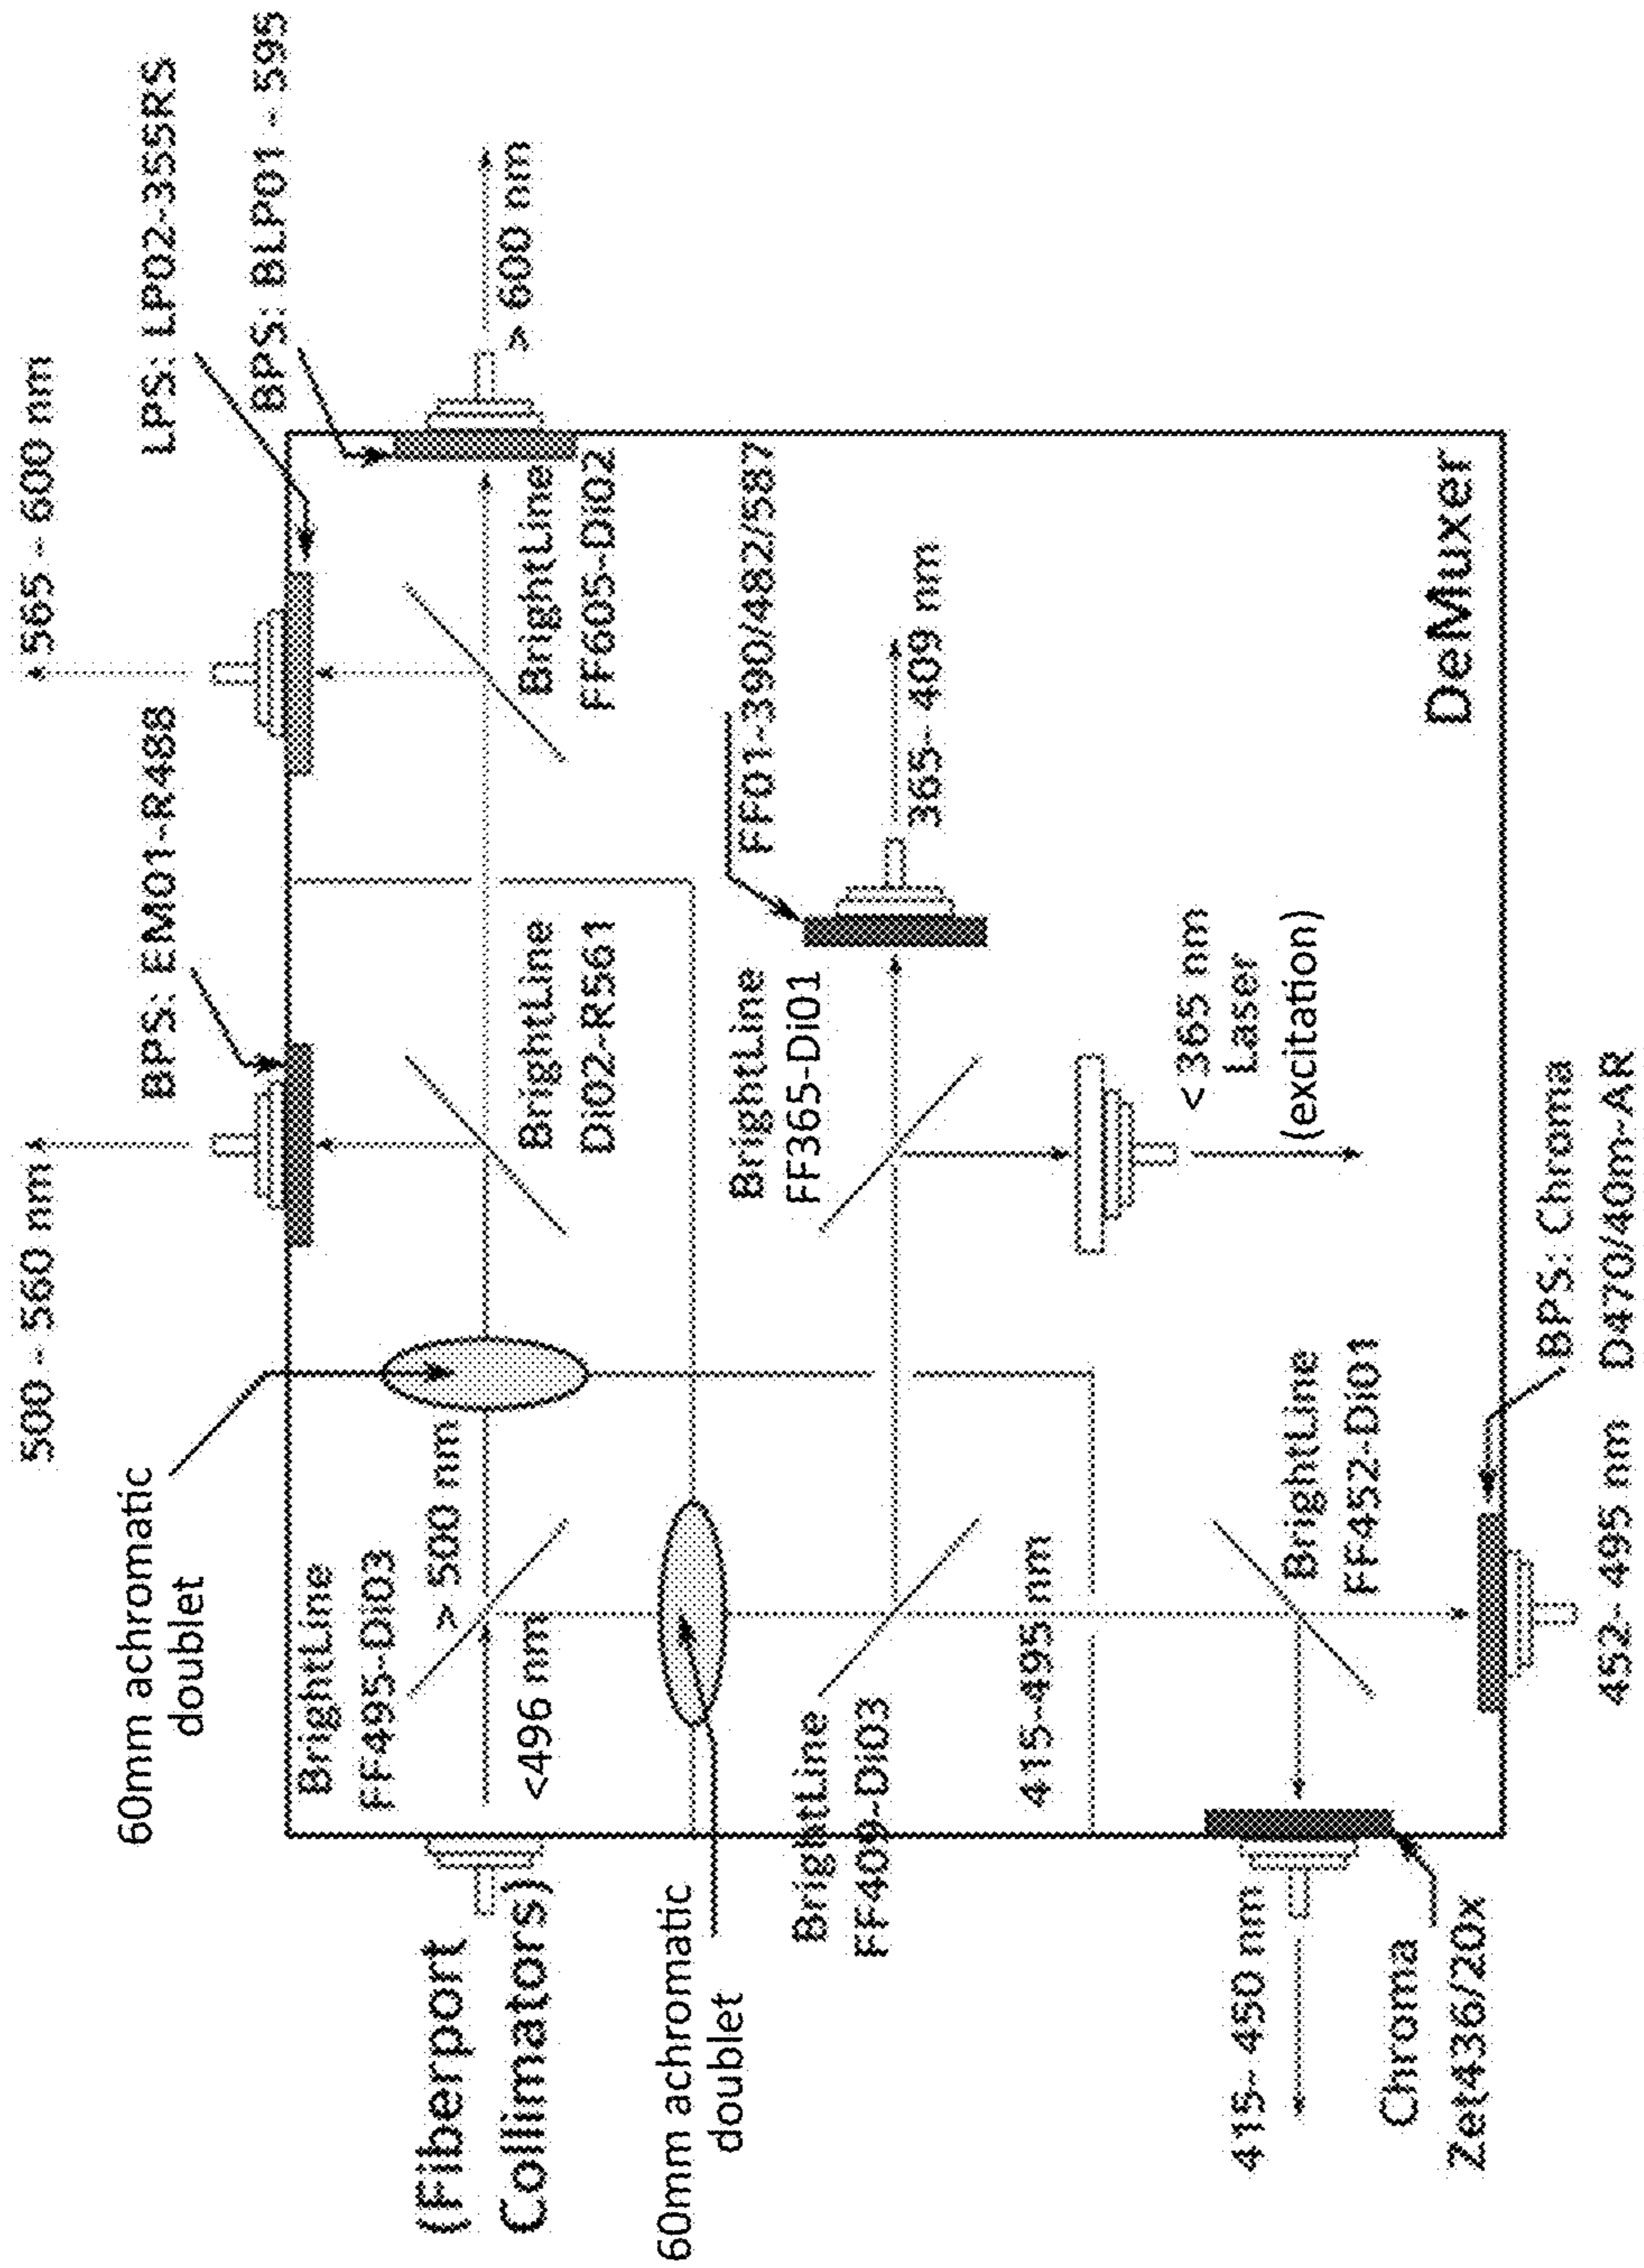 500 - 560 nm
565 - 600 nm
60mm achromatic
doublet
BPS: EM01-R488
LPS: LP02-355RS
BPS: BLP01 - 595
BrightLine
FF495-Di03
> 500 nm
<496 nm
(Fiberport
Collimators)
BrightLine
Di02-R561
BrightLine
FF605-Di02
> 600 nm
60mm achromatic
doublet
BrightLine
FF409-Di03
BrightLine
FF365-Di01
FF01-390/482/587
365- 409 nm
415-495 nm
< 365 nm
Laser
(excitation)
415- 450 nm
Chroma
Zet436/20x
BrightLine
FF452-Di01
DeMuxer
BPS: Chroma
D470/40m-AR
452- 495 nm